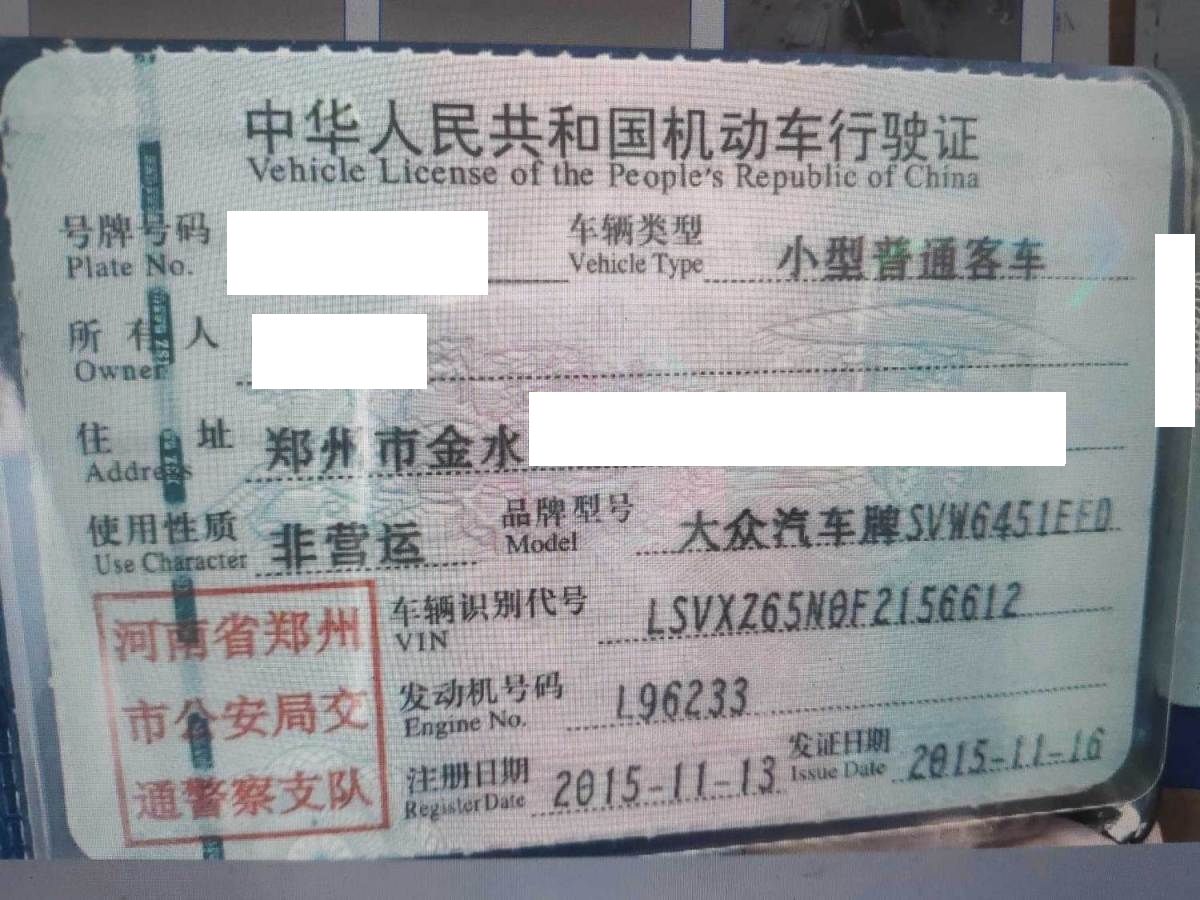 中华人民共和国机动车行驶证
Vehicle License of the People's Republic of China
号牌号码 车辆类型 小型普通客车
Plate No. Vehicle Type
所有人
Owner
住址 郑州市金水
Address
使用性质 非营运 品牌型号 大众汽车牌SVW6451EED
Use Character Model
车辆识别代号 LSVXZ65N0F2156612
VIN
发动机号码 L96233
Engine No.
注册日期 2015-11-13 发证日期 2015-11-16
Register Date Issue Date
河南省郑州
市公安局交
通警察支队